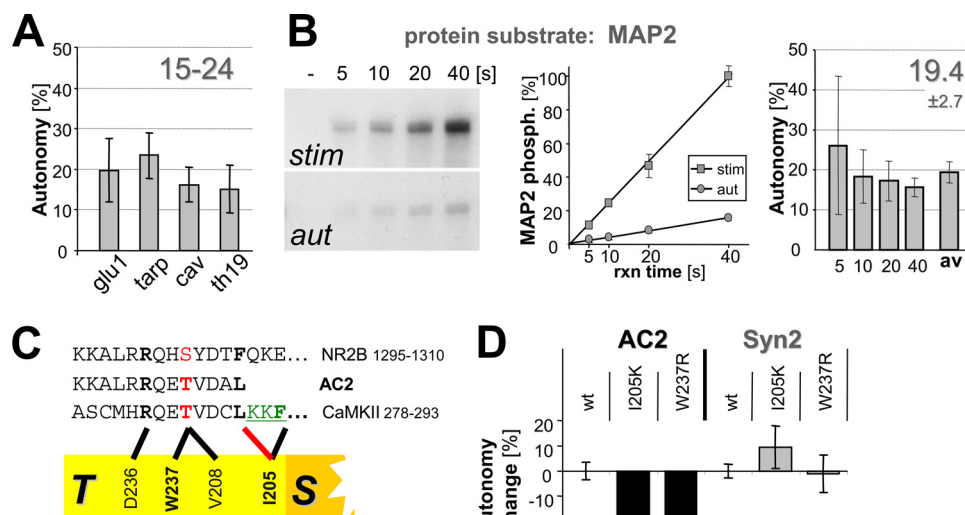 A
Autonomy [%]
50
40
30
20
10
0
15-24
glu1
tarp
cav
th19
B
protein substrate: MAP2
- 5 10 20 40 [s]
stim
aut
MAP2 phosph. [%]
100
80
60
40
20
0
stim
aut
5 10 20 40
rxn time [s]
Autonomy [%]
50
40
30
20
10
0
19.4
±2.7
5 10 20 40 av
C
KKALRRQHSYDTFQKE... NR2B 1295-1310
KKALRRQETVDAL AC2
ASCMHRQETVDCLKKF... CaMKII 278-293
T D236 W237 V208 I205 S
D
AC2 Syn2
wt I205K W237R wt I205K W237R
20
10
0
-10
[%]